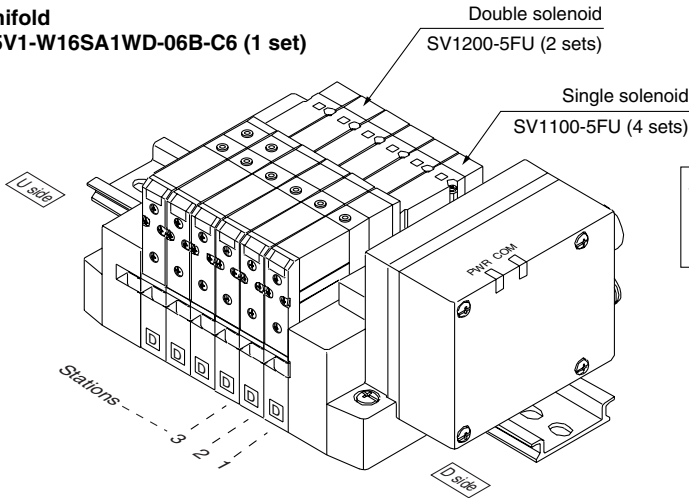 nifold
5V1-W16SA1WD-06B-C6 (1 set)
Double solenoid
SV1200-5FU (2 sets)
Single solenoid
SV1100-5FU (4 sets)
U side
PWR COM
D D D D D D
Stations
3
2
1
D side